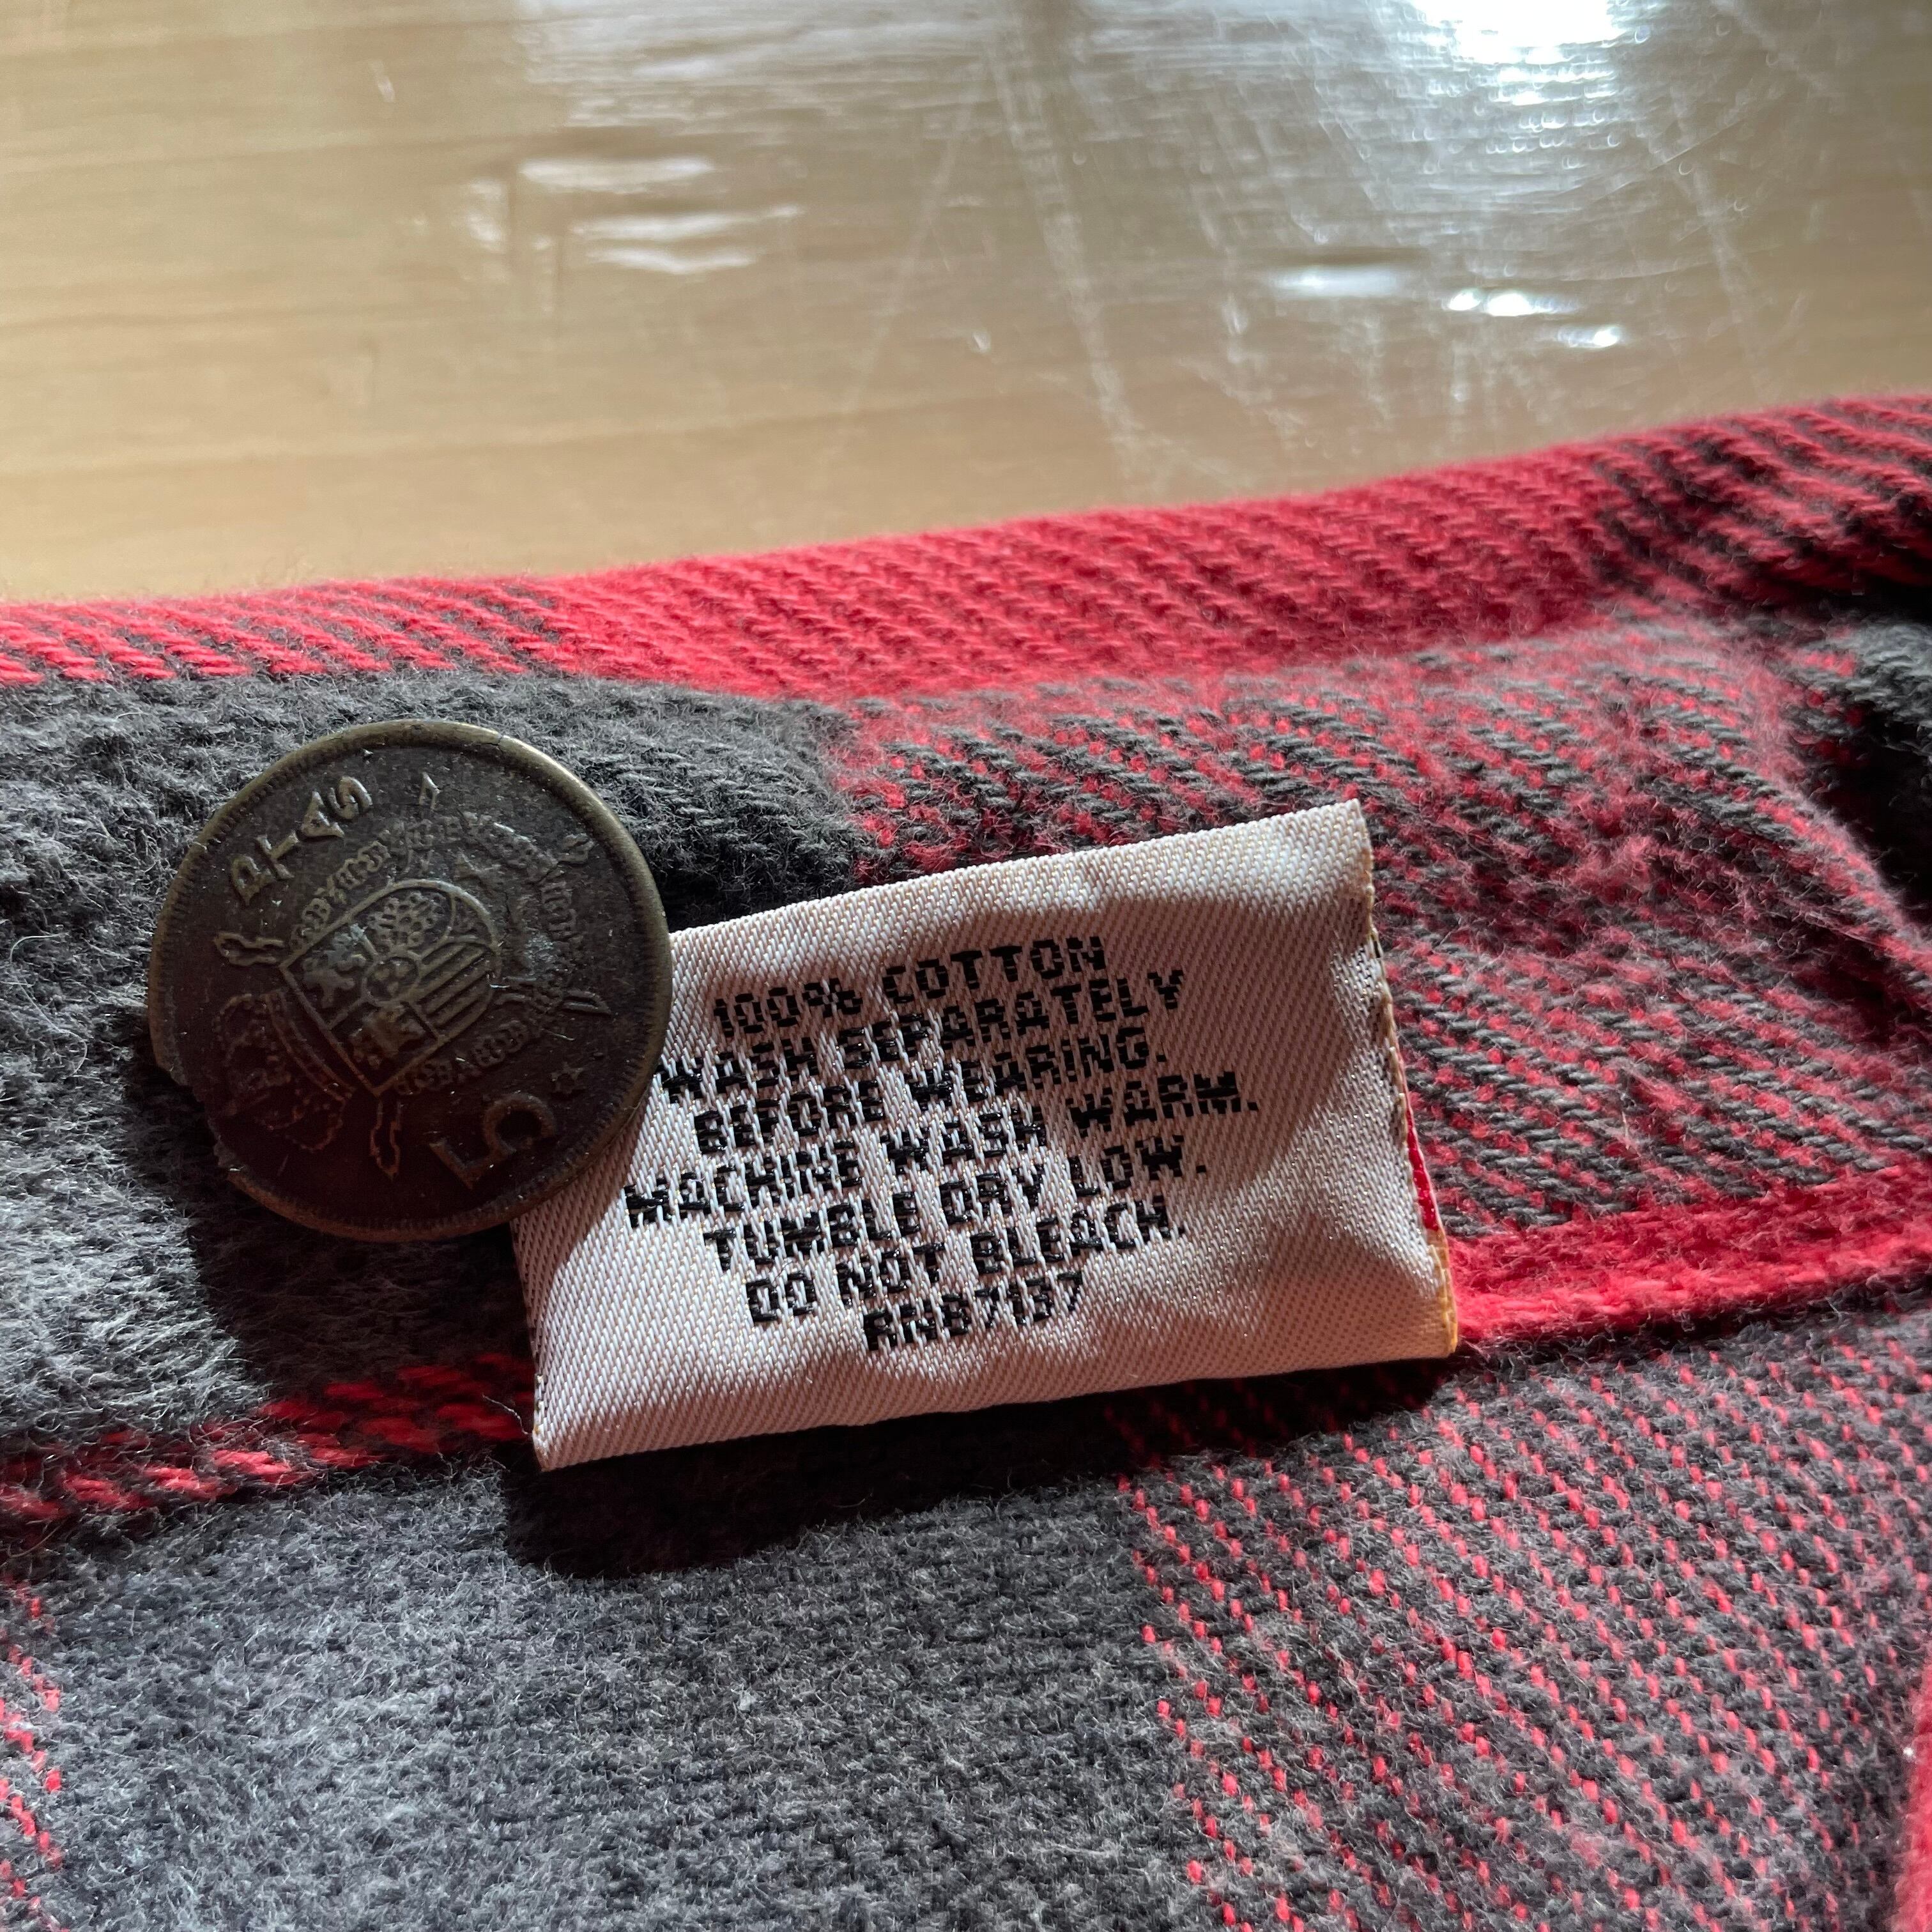 5 PTAS
100% COTTON
WASH SEPARATELY
BEFORE WEARING.
MACHINE WASH WARM.
TUMBLE DRY LOW.
DO NOT BLEACH.
RN87137